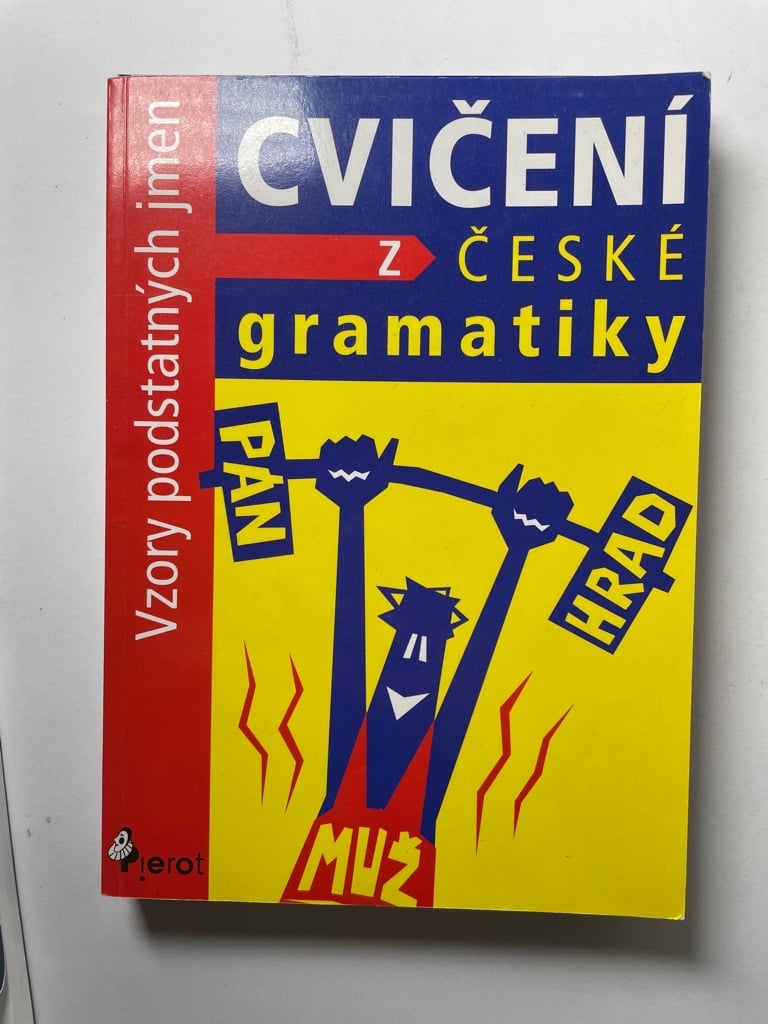 Vzory podstatných jmen
CVIČENÍ
z ČESKÉ
gramatiky
PÁN
HRAD
MUŽ
Pierot